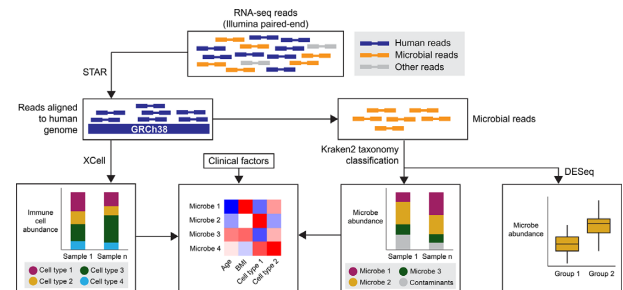 RNA-seq reads
(Illumina paired-end)
Human reads
Microbial reads
Other reads
STAR
Reads aligned
to human
genome
GRCh38
Microbial reads
XCell
Clinical factors
Kraken2 taxonomy
classification
DESeq
Immune
cell
abundance
Sample 1 Sample n
Cell type 1 Cell type 3
Cell type 2 Cell type 4
Microbe 1
Microbe 2
Microbe 3
Microbe 4
Age
BMI
Cell type 1
Cell type 2
Microbe
abundance
Sample 1 Sample n
Microbe 1 Microbe 3
Microbe 2 Contaminants
Microbe
abundance
Group 1 Group 2